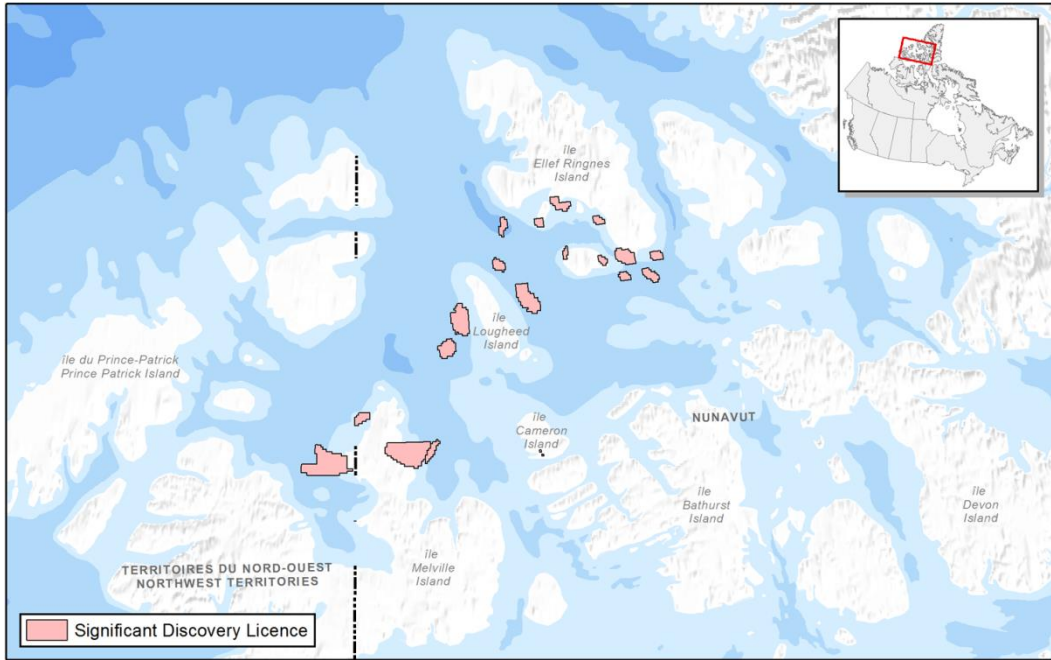 île
Ellef Ringnes
Island
île
Lougheed
Island
île du Prince-Patrick
Prince Patrick Island
NUNAVUT
île
Cameron
Island
île
Bathurst
Island
île
Devon
Island
île
Melville
Island
TERRITOIRES DU NORD-OUEST
NORTHWEST TERRITORIES
Significant Discovery Licence